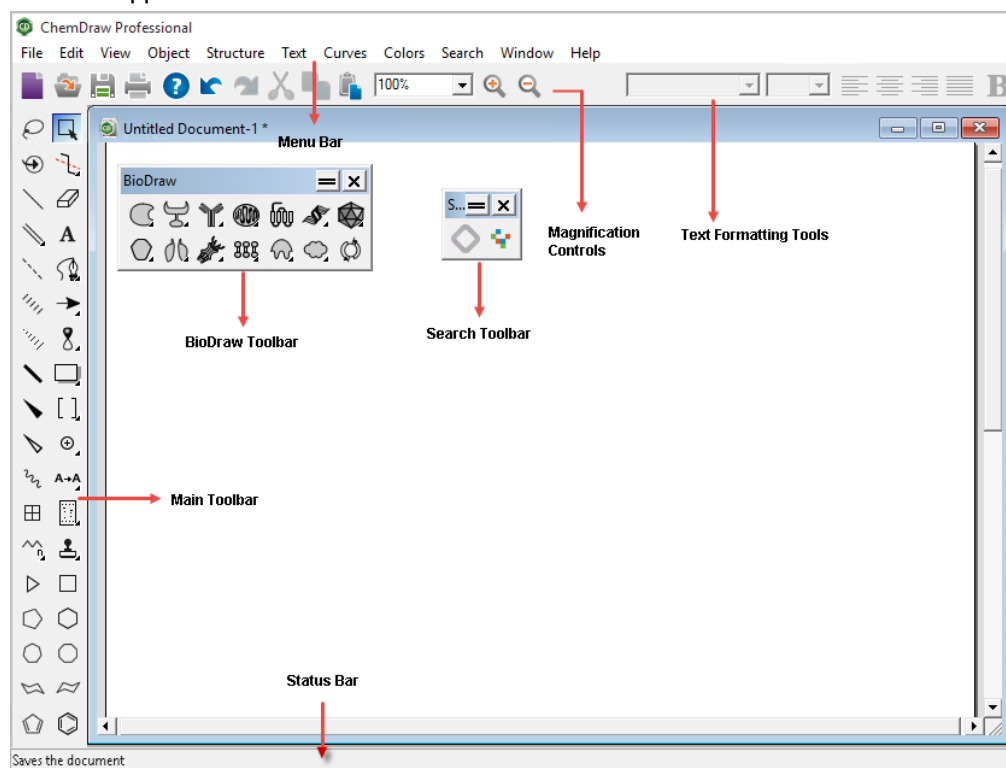 ChemDraw Professional
File Edit View Object Structure Text Curves Colors Search Window Help
100%
B
Untitled Document-1 *
Menu Bar
BioDraw
S...
Magnification
Controls
Text Formatting Tools
A
BioDraw Toolbar
Search Toolbar
A→A
Main Toolbar
n
Status Bar
Saves the document